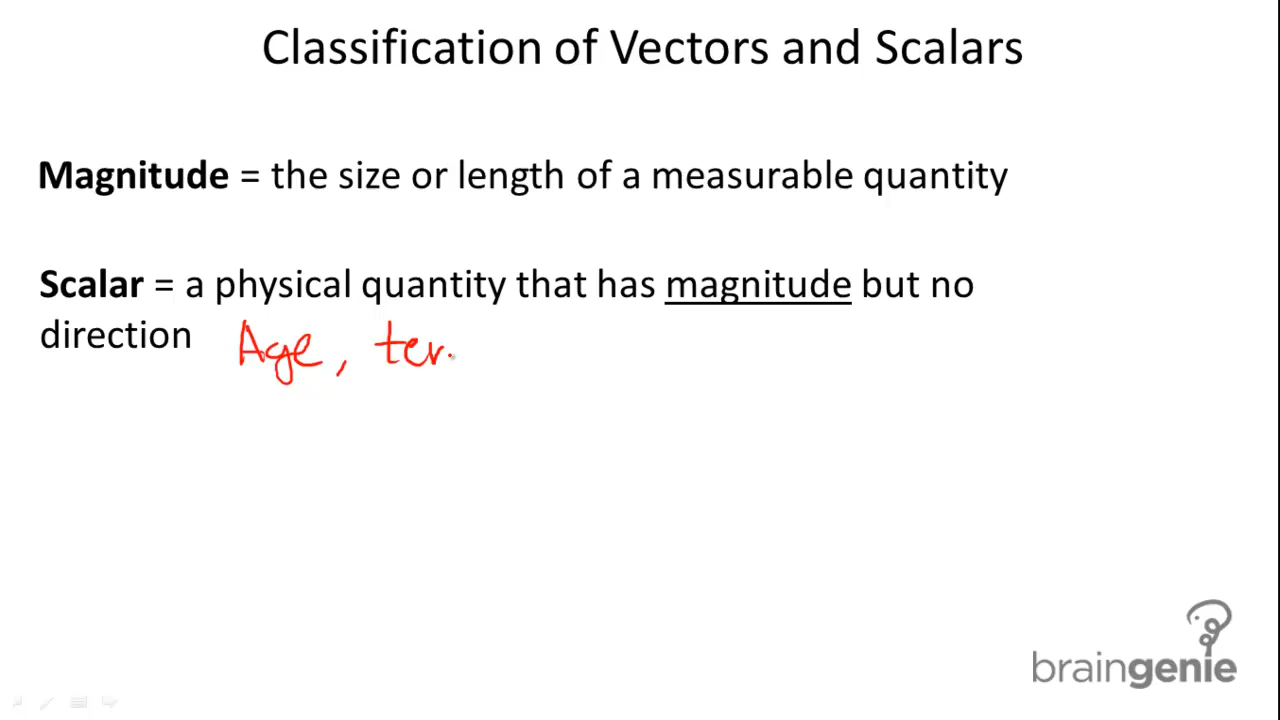 Classification of Vectors and Scalars
Magnitude = the size or length of a measurable quantity
Scalar = a physical quantity that has magnitude but no
direction Age, ter
braingenie